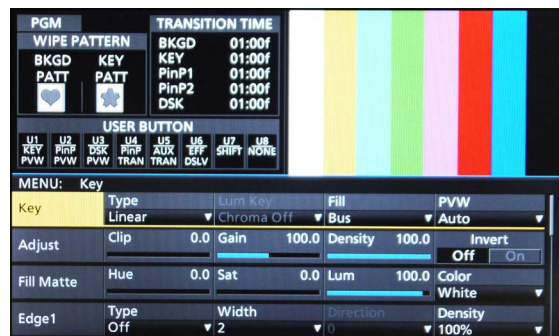 PGM
WIPE PATTERN
BKGD KEY
PATT PATT
TRANSITION TIME
BKGD 01:00f
KEY 01:00f
PinP1 01:00f
PinP2 01:00f
DSK 01:00f
USER BUTTON
U1 U2 U3 U4 U5 U6 U7 U8
KEY PinP DSK PinP AUX EFF SHIFT NONE
PVW PVW PVW TRAN TRAN DSLV
MENU: Key
Key Type Lum Key Fill PVW
Linear Chroma Off Bus Auto
Adjust Clip 0.0 Gain 100.0 Density 100.0 Invert
Off On
Fill Matte Hue 0.0 Sat 0.0 Lum 100.0 Color
White
Edge1 Type Width Direction Density
Off 2 0 100%